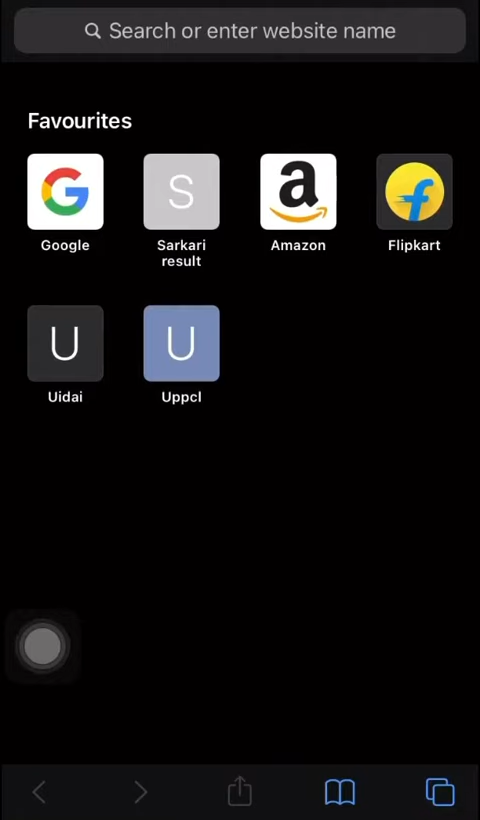 Search or enter website name
Favourites
G
S
a
f
Google
Sarkari
result
Amazon
Flipkart
U
U
Uidai
Uppcl